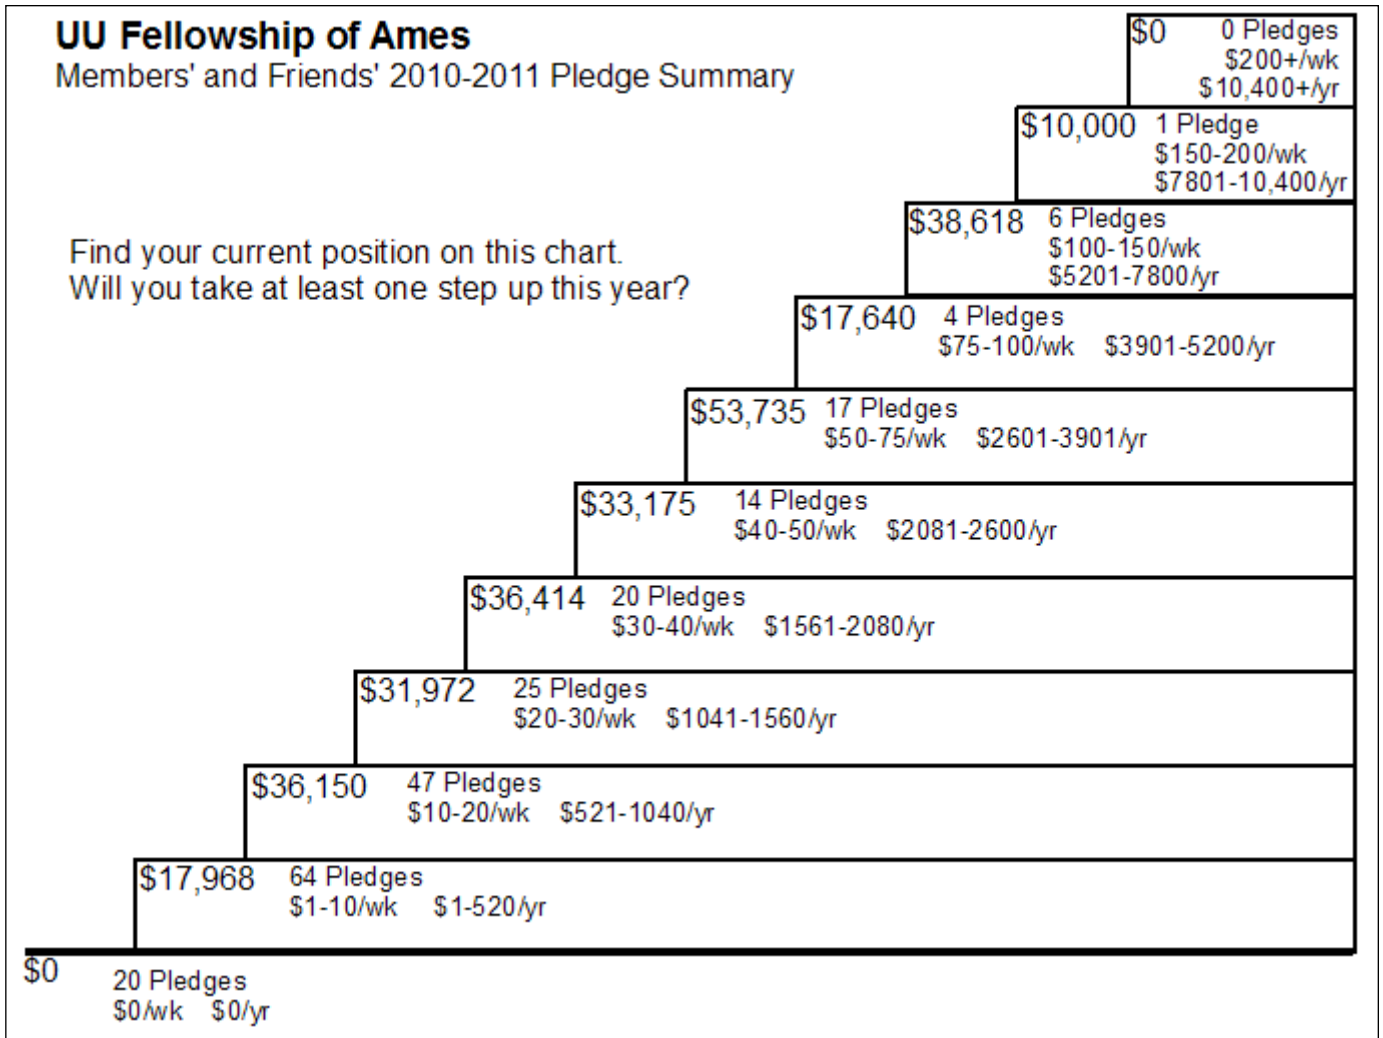 UU Fellowship of Ames
Members' and Friends' 2010-2011 Pledge Summary
$0 0 Pledges
$200+/wk
$10,400+/yr
$10,000 1 Pledge
$150-200/wk
$7801-10,400/yr
$38,618 6 Pledges
$100-150/wk
$5201-7800/yr
Find your current position on this chart.
Will you take at least one step up this year?
$17,640 4 Pledges
$75-100/wk $3901-5200/yr
$53,735 17 Pledges
$50-75/wk $2601-3901/yr
$33,175 14 Pledges
$40-50/wk $2081-2600/yr
$36,414 20 Pledges
$30-40/wk $1561-2080/yr
$31,972 25 Pledges
$20-30/wk $1041-1560/yr
$36,150 47 Pledges
$10-20/wk $521-1040/yr
$17,968 64 Pledges
$1-10/wk $1-520/yr
$0 20 Pledges
$0/wk $0/yr